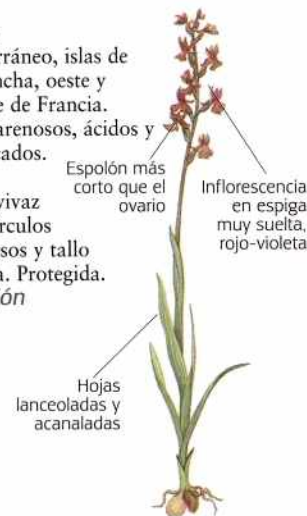 rráneo, islas de
ncha, oeste y
e de Francia.
arenosos, ácidos y
ados.
vivaz
rculos
sos y tallo
a. Protegida.
ón
Espolón más
corto que el
ovario
Inflorescencia
en espiga
muy suelta,
rojo-violeta
Hojas
lanceoladas y
acanaladas